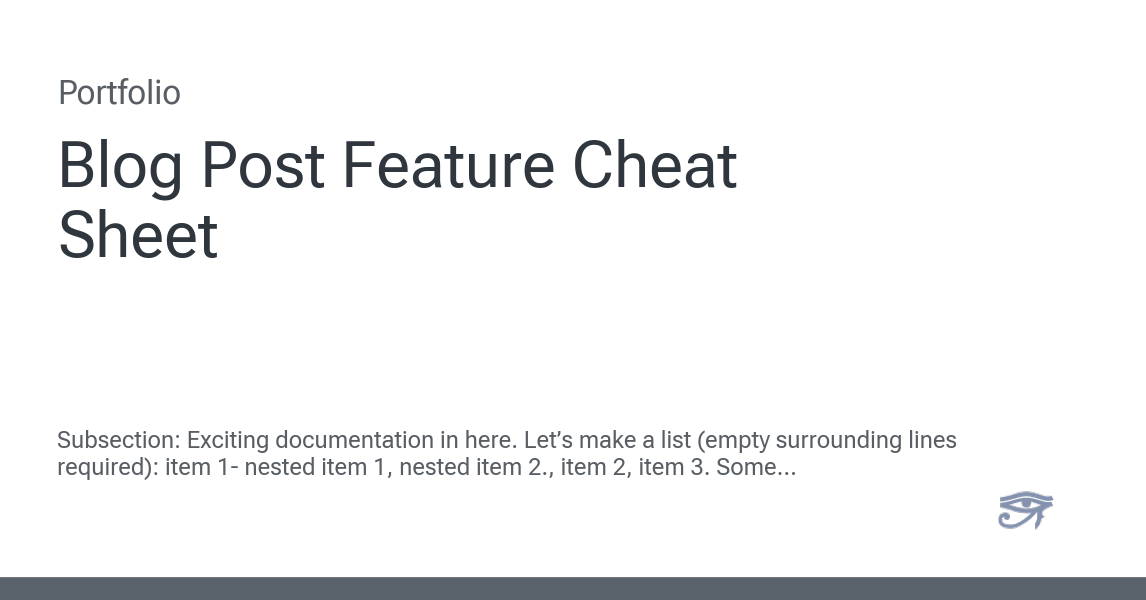 Portfolio
Blog Post Feature Cheat
Sheet
Subsection: Exciting documentation in here. Let’s make a list (empty surrounding lines
required): item 1- nested item 1, nested item 2., item 2, item 3. Some...